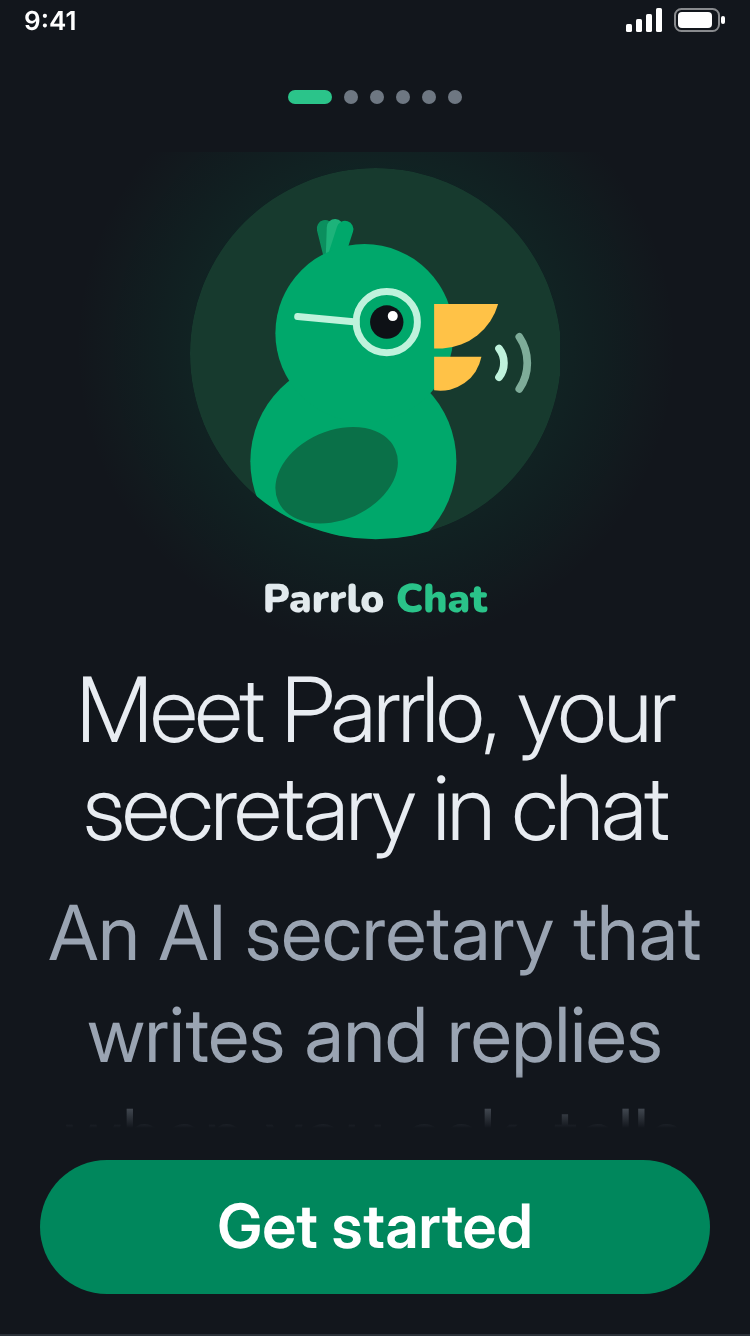 9:41
Parrlo Chat
Meet Parrlo, your
secretary in chat
An AI secretary that
writes and replies
Get started